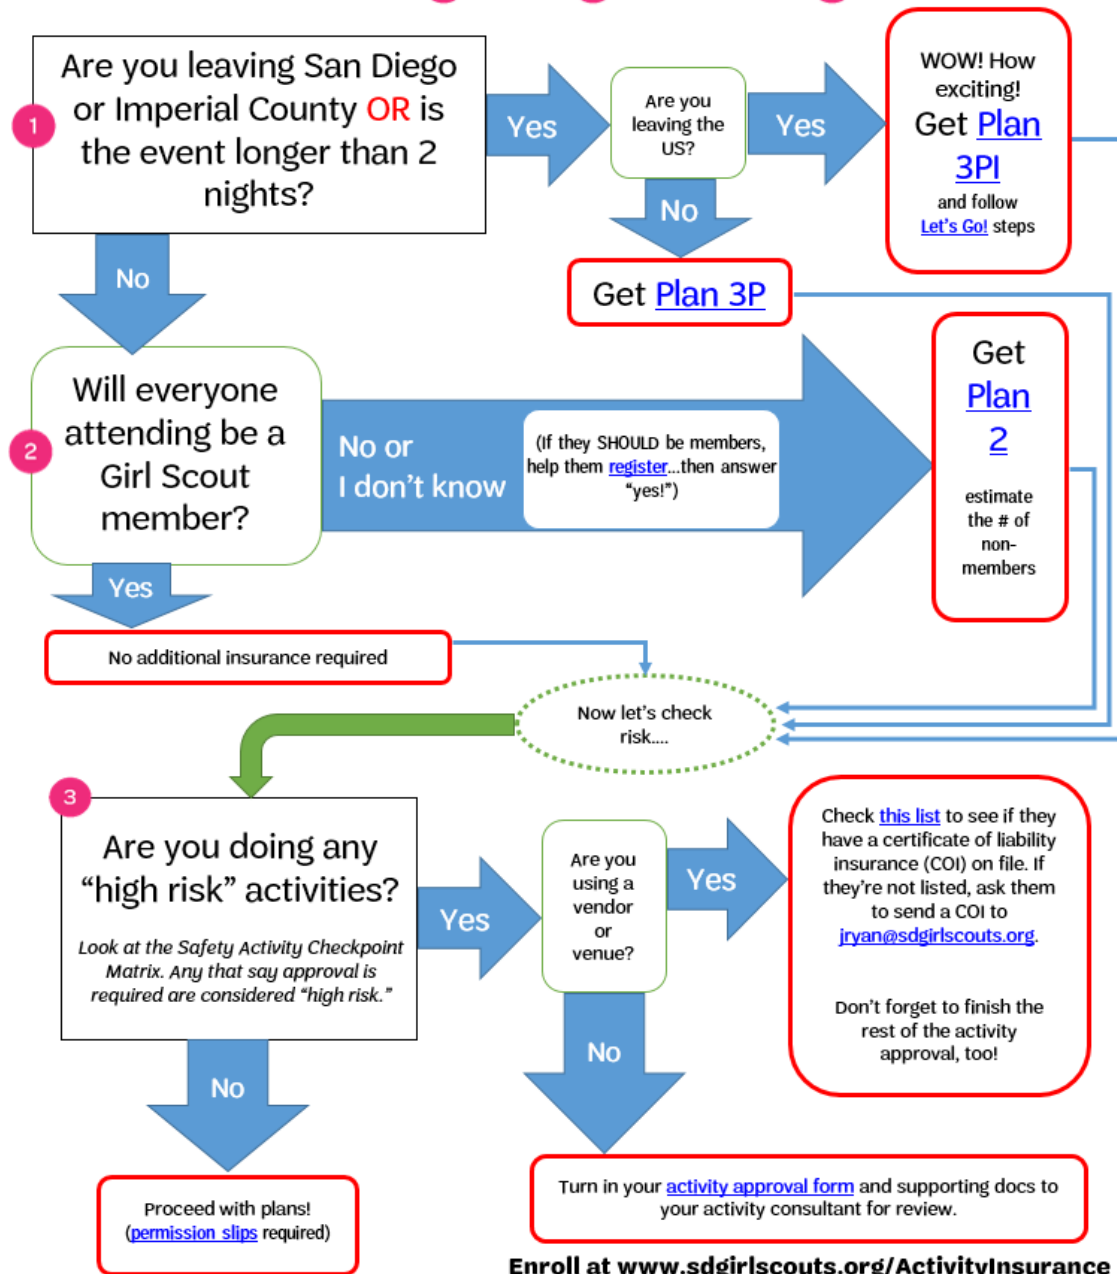 1
Are you leaving San Diego
or Imperial County OR is
the event longer than 2
nights?
Yes
Are you
leaving the
US?
Yes
WOW! How
exciting!
Get Plan
3PI
and follow
Let's Go! steps
No
Get Plan 3P
No
2
Will everyone
attending be a
Girl Scout
member?
No or
I don't know
(If they SHOULD be members,
help them register...then answer
“yes!”)
Get
Plan
2
estimate
the # of
non-
members
Yes
No additional insurance required
Now let's check
risk....
3
Are you doing any
“high risk” activities?
Look at the Safety Activity Checkpoint
Matrix. Any that say approval is
required are considered “high risk.”
Yes
Are you
using a
vendor
or
venue?
Yes
Check this list to see if they
have a certificate of liability
insurance (COI) on file. If
they're not listed, ask them
to send a COI to
jryan@sdgirlscouts.org.
Don't forget to finish the
rest of the activity
approval, too!
No
No
Proceed with plans!
(permission slips required)
Turn in your activity approval form and supporting docs to
your activity consultant for review.
Enroll at www.sdgirlscouts.org/ActivityInsurance